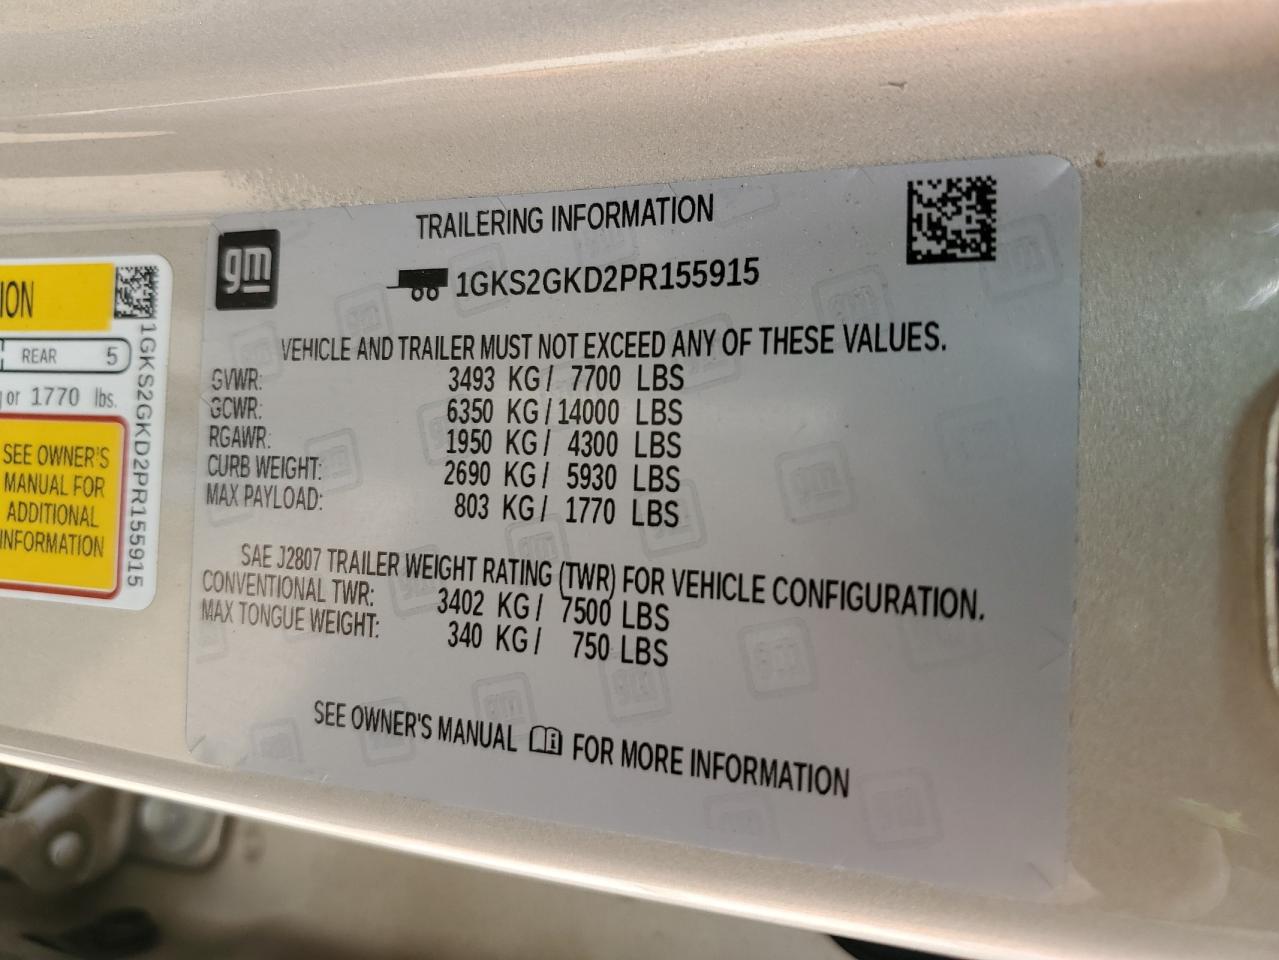 ION
REAR 5
g or 1770 lbs.
SEE OWNER'S
MANUAL FOR
ADDITIONAL
INFORMATION
1GKS2GKD2PR155915
gm
TRAILERING INFORMATION
1GKS2GKD2PR155915
VEHICLE AND TRAILER MUST NOT EXCEED ANY OF THESE VALUES.
GVWR: 3493 KG/ 7700 LBS
GCWR: 6350 KG/14000 LBS
RGAWR: 1950 KG/ 4300 LBS
CURB WEIGHT: 2690 KG/ 5930 LBS
MAX PAYLOAD: 803 KG/ 1770 LBS
SAE J2807 TRAILER WEIGHT RATING (TWR) FOR VEHICLE CONFIGURATION.
CONVENTIONAL TWR: 3402 KG/ 7500 LBS
MAX TONGUE WEIGHT: 340 KG/ 750 LBS
SEE OWNER'S MANUAL FOR MORE INFORMATION